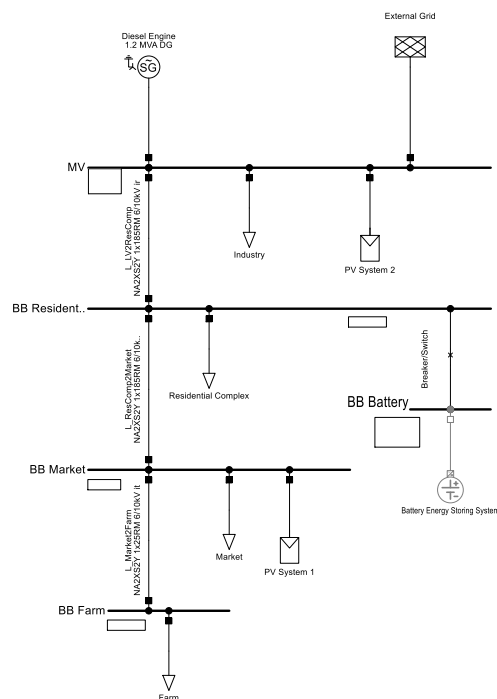 External Grid
Diesel Engine
1.2 MVA DG
SG
MV
L_LV2ResComp
NA2XS2Y 1x185RM 6/10kV ir
Industry
PV System 2
BB Resident..
L_ResComp2Market
NA2XS2Y 1x185RM 6/10k..
Residential Complex
Breaker/Switch
BB Battery
Battery Energy Storing System
BB Market
L_Market2Farm
NA2XS2Y 1x25RM 6/10kV it
Market
PV System 1
BB Farm
Farm